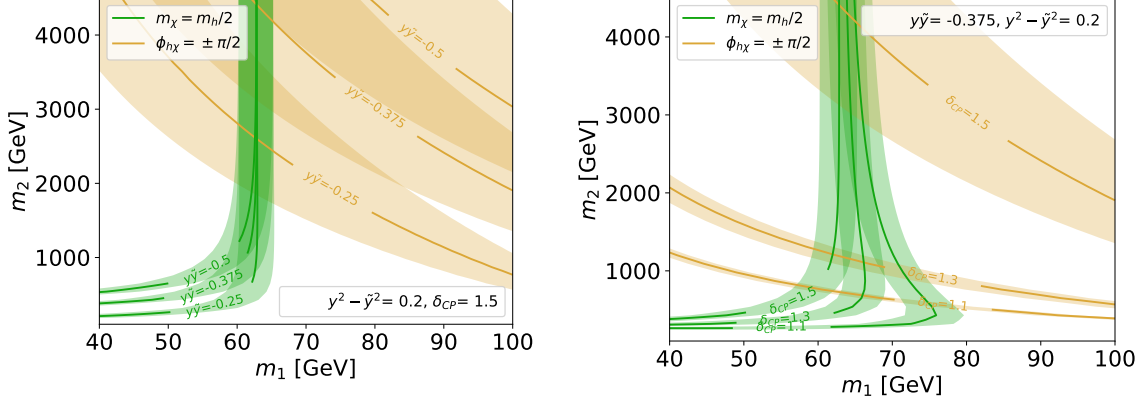 m_χ = m_h/2
ϕ_hχ = ± π/2
4000
3000
2000
1000
m₂ [GeV]
yỹ=-0.5
yỹ=-0.375
yỹ=-0.25
yỹ=-0.5
yỹ=-0.375
yỹ=-0.25
y² − ỹ² = 0.2, δ_CP = 1.5
40 50 60 70 80 90 100
m₁ [GeV]
m_χ = m_h/2
ϕ_hχ = ± π/2
yỹ= -0.375, y² − ỹ² = 0.2
4000
3000
2000
1000
m₂ [GeV]
δ_CP=1.5
δ_CP=1.3
δ_CP=1.1
δ_CP=1.5
δ_CP=1.3
δ_CP=1.1
40 50 60 70 80 90 100
m₁ [GeV]